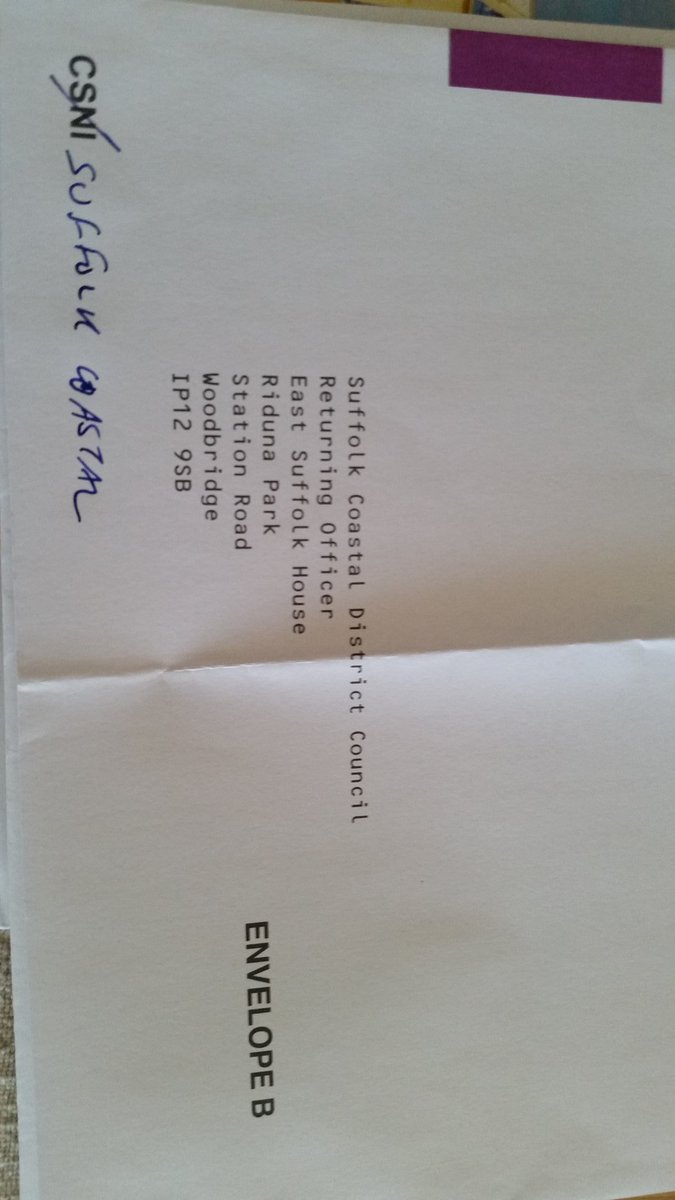 Suffolk Coastal District Council
Returning Officer
East Suffolk House
Riduna Park
Station Road
Woodbridge
IP12 9SB
ENVELOPE B
CSNI SUFFOLK COASTAL